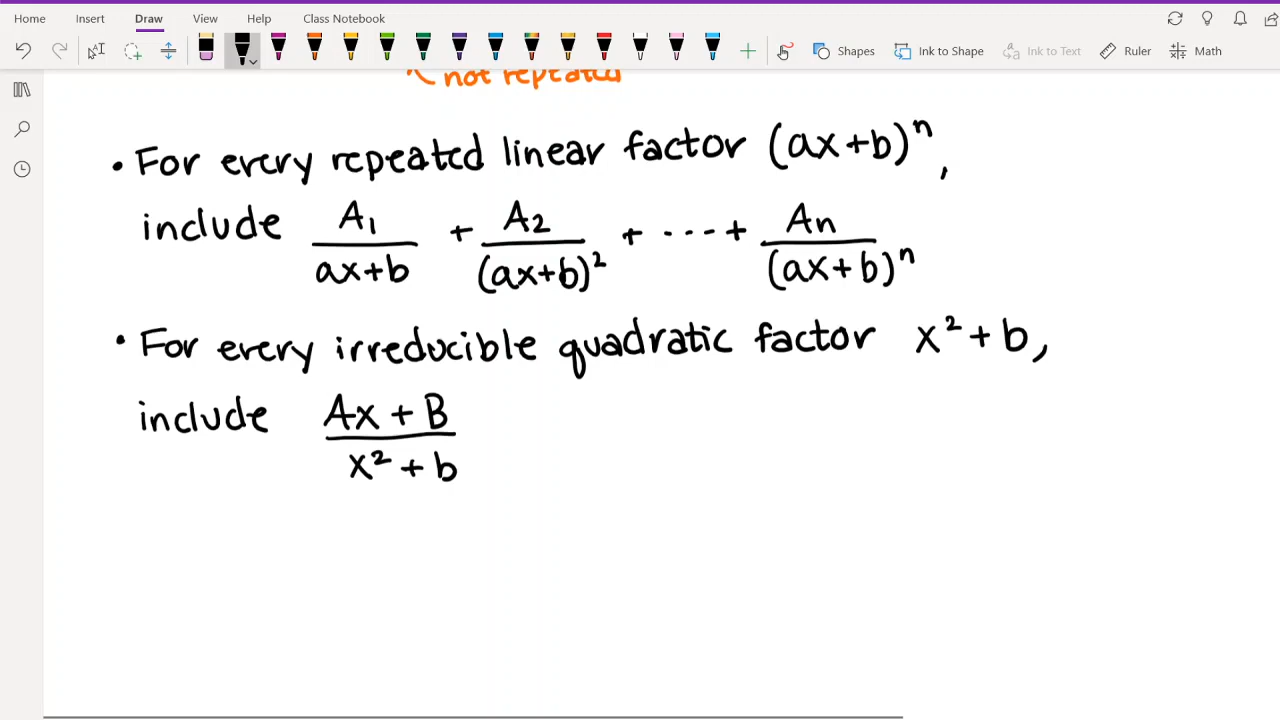 Home Insert Draw View Help Class Notebook
Shapes Ink to Shape Ink to Text Ruler Math
not repeated
• For every repeated linear factor (ax+b)ⁿ,
include A₁/(ax+b) + A₂/(ax+b)² + ... + Aₙ/(ax+b)ⁿ
• For every irreducible quadratic factor x² + b,
include (Ax + B)/(x² + b)